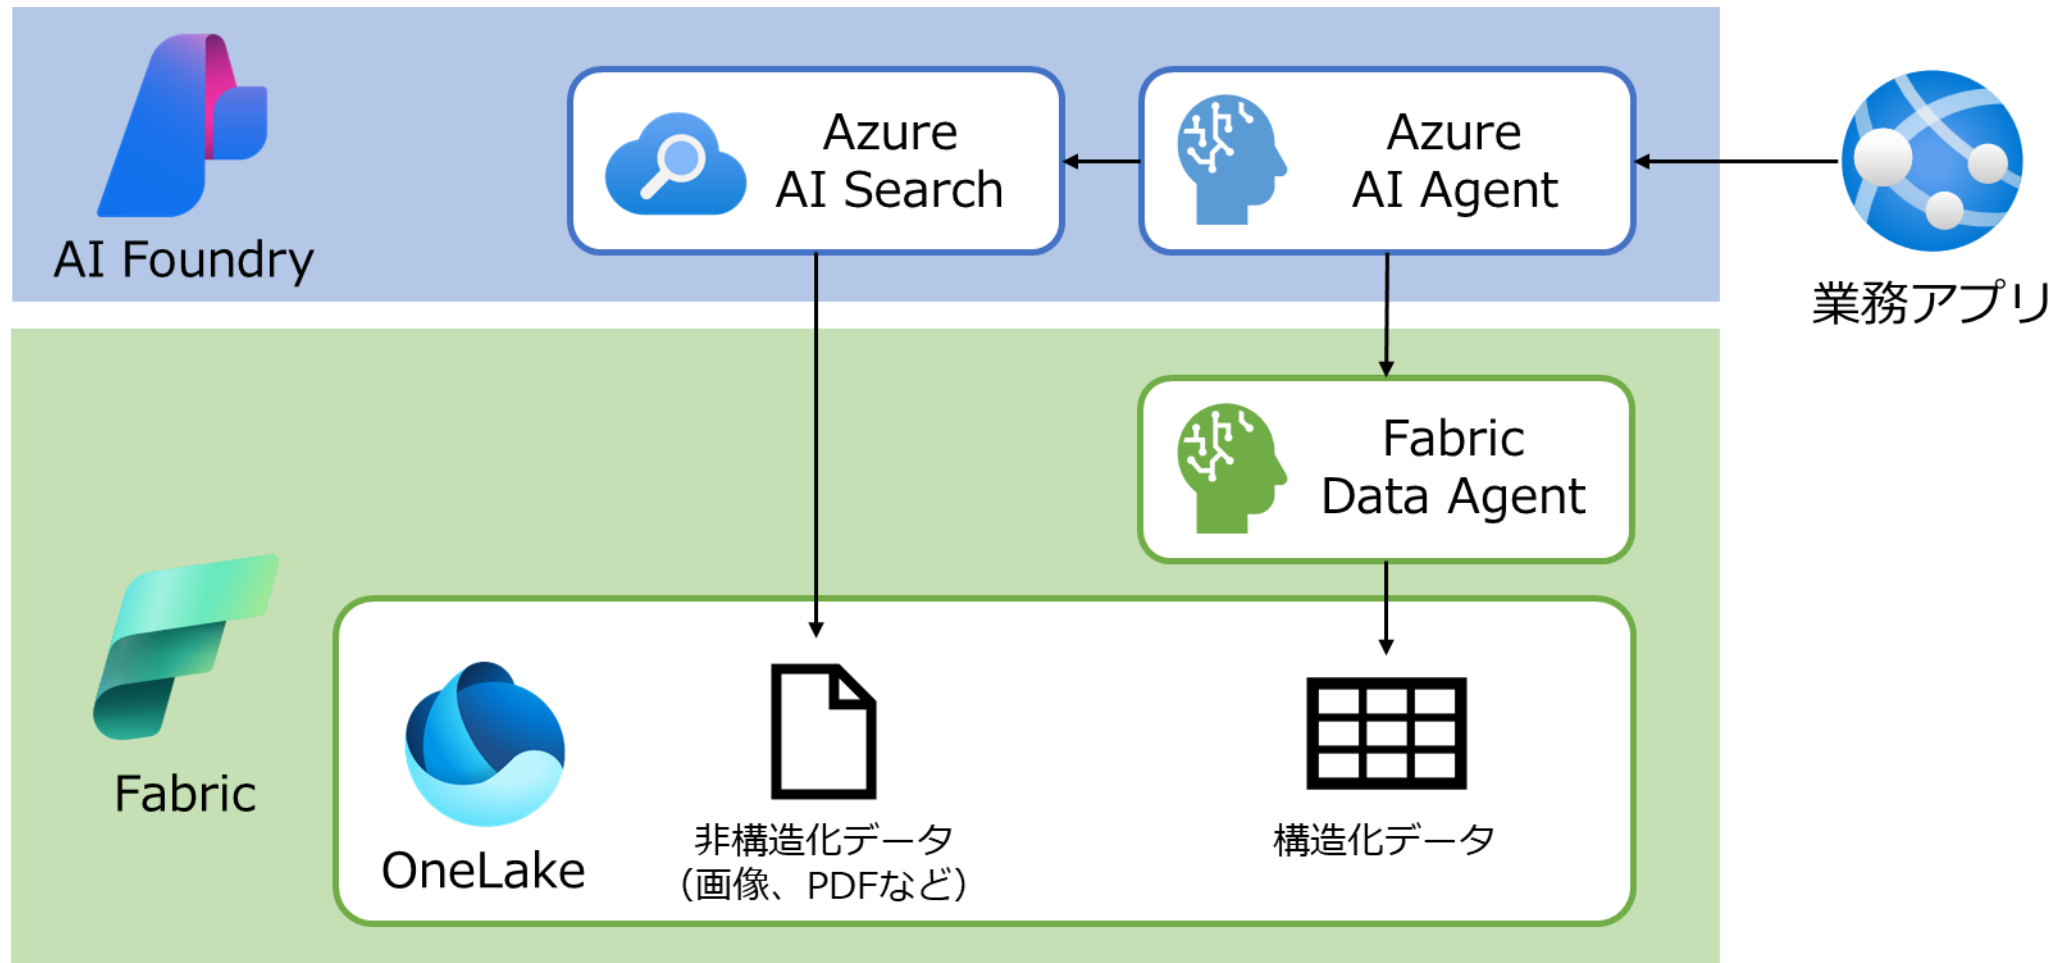 Azure
AI Search
Azure
AI Agent
AI Foundry
業務アプリ
Fabric
Data Agent
Fabric
OneLake
非構造化データ
（画像、PDFなど）
構造化データ